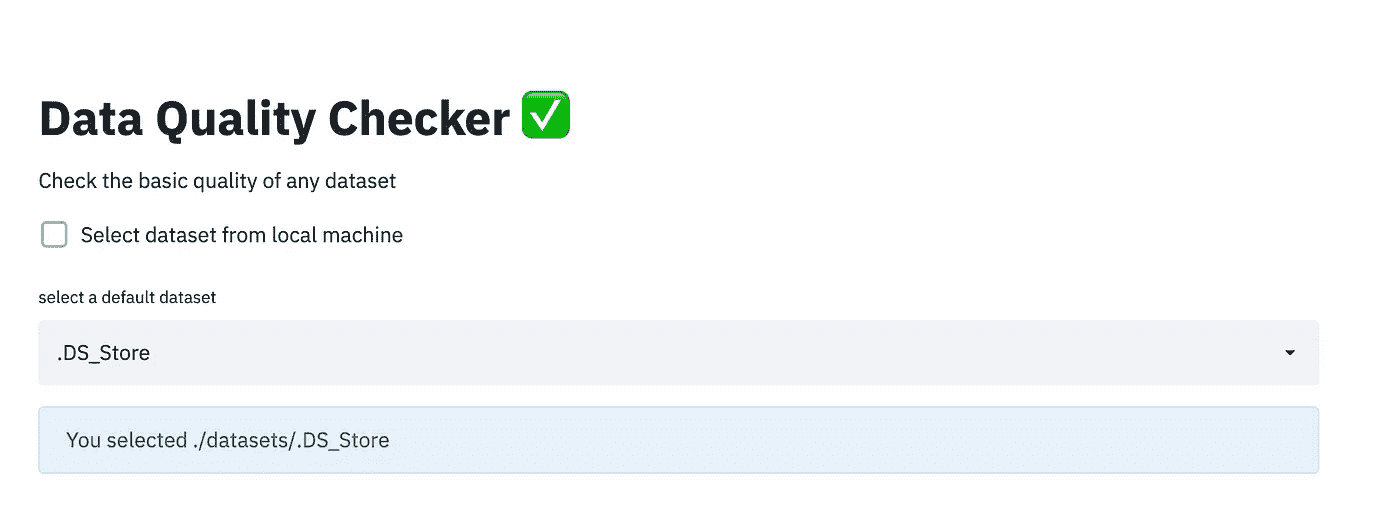 Data Quality Checker ✅
Check the basic quality of any dataset
Select dataset from local machine
select a default dataset
.DS_Store
You selected ./datasets/.DS_Store